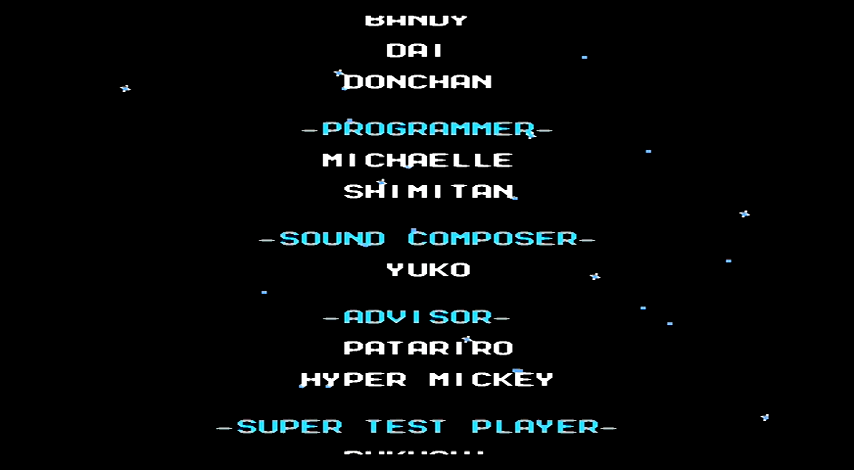 DAI
DONCHAN
-PROGRAMMER-
MICHAELLE
SHIMITAN
-SOUND COMPOSER-
YUKO
-ADVISOR-
PATARIRO
HYPER MICKEY
-SUPER TEST PLAYER-